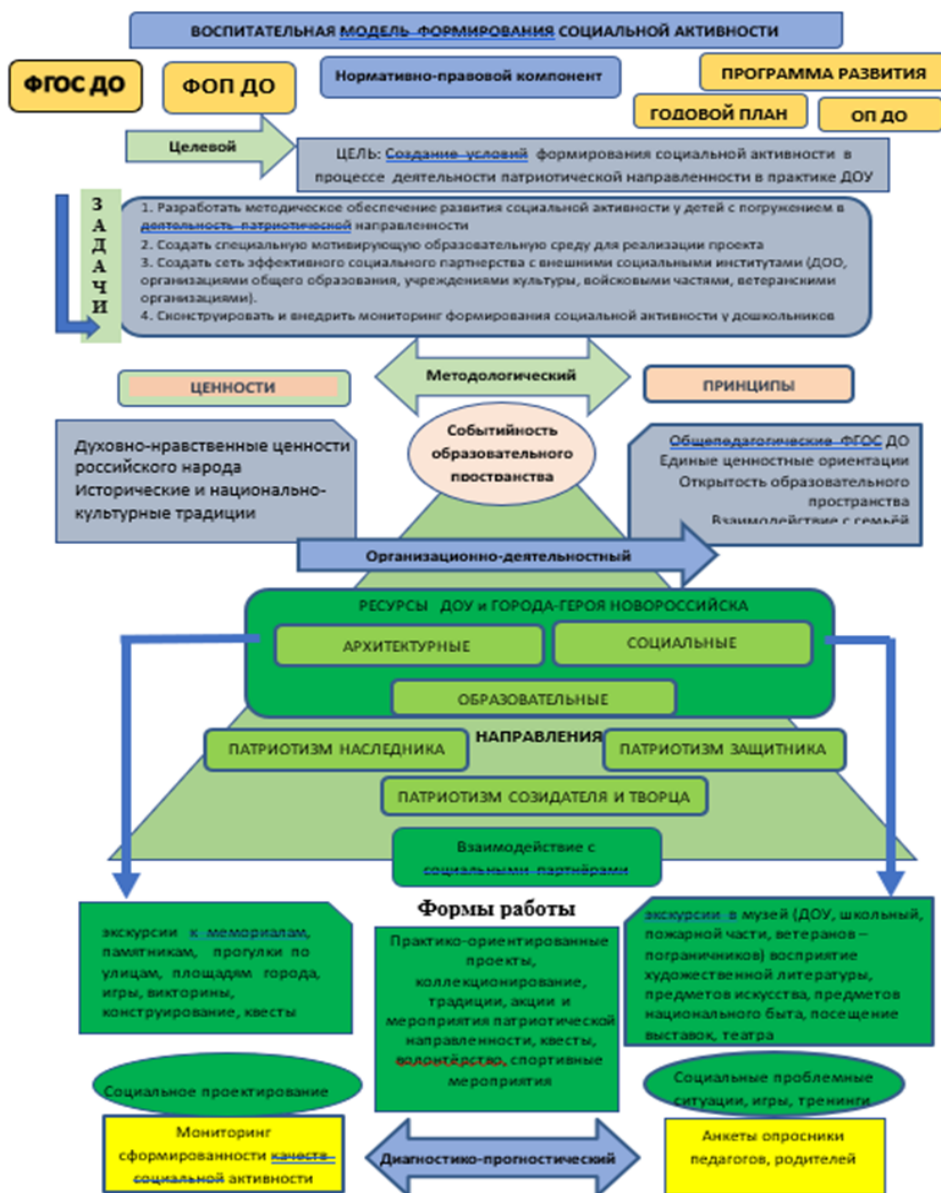 ВОСПИТАТЕЛЬНАЯ МОДЕЛЬ ФОРМИРОВАНИЯ СОЦИАЛЬНОЙ АКТИВНОСТИ
ФГОС ДО
ФОП ДО
Нормативно-правовой компонент
ПРОГРАММА РАЗВИТИЯ
ГОДОВОЙ ПЛАН
ОП ДО
Целевой
ЦЕЛЬ: Создание условий формирования социальной активности в
процессе деятельности патриотической направленности в практике ДОУ
ЗАДАЧИ
1. Разработать методическое обеспечение развития социальной активности у детей с погружением в
деятельность патриотической направленности
2. Создать специальную мотивирующую образовательную среду для реализации проекта
3. Создать сеть эффективного социального партнерства с внешними социальными институтами (ДОО,
организациями общего образования, учреждениями культуры, войсковыми частями, ветеранскими
организациями).
4. Сконструировать и внедрить мониторинг формирования социальной активности у дошкольников
ЦЕННОСТИ
Методологический
ПРИНЦИПЫ
Духовно-нравственные ценности
российского народа
Исторические и национально-
культурные традиции
Событийность
образовательного
пространства
Общепедагогические ФГОС ДО
Единые ценностные ориентации
Открытость образовательного
пространства
Взаимодействие с семьёй
Организационно-деятельностный
РЕСУРСЫ ДОУ и ГОРОДА-ГЕРОЯ НОВОРОССИЙСКА
АРХИТЕКТУРНЫЕ
СОЦИАЛЬНЫЕ
ОБРАЗОВАТЕЛЬНЫЕ
НАПРАВЛЕНИЯ
ПАТРИОТИЗМ НАСЛЕДНИКА
ПАТРИОТИЗМ ЗАЩИТНИКА
ПАТРИОТИЗМ СОЗИДАТЕЛЯ И ТВОРЦА
Взаимодействие с
социальными партнёрами
Формы работы
экскурсии к мемориалам,
памятникам, прогулки по
улицам, площадям города,
игры, викторины,
конструирование, квесты
Практико-ориентированные
проекты,
коллекционирование,
традиции, акции и
мероприятия патриотической
направленности, квесты,
волонтёрство, спортивные
мероприятия
экскурсии в музей (ДОУ, школьный,
пожарной части, ветеранов –
пограничников) восприятие
художественной литературы,
предметов искусства, предметов
национального быта, посещение
выставок, театра
Социальное проектирование
Социальные проблемные
ситуации, игры, тренинги
Мониторинг
сформированности качеств
социальной активности
Диагностико-прогностический
Анкеты опросники
педагогов, родителей